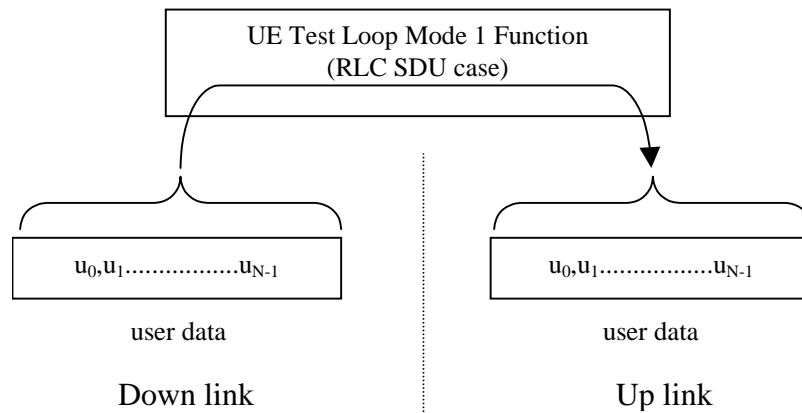 UE Test Loop Mode 1 Function
(RLC SDU case)
u0,u1.................uN-1
u0,u1.................uN-1
user data
user data
Down link
Up link